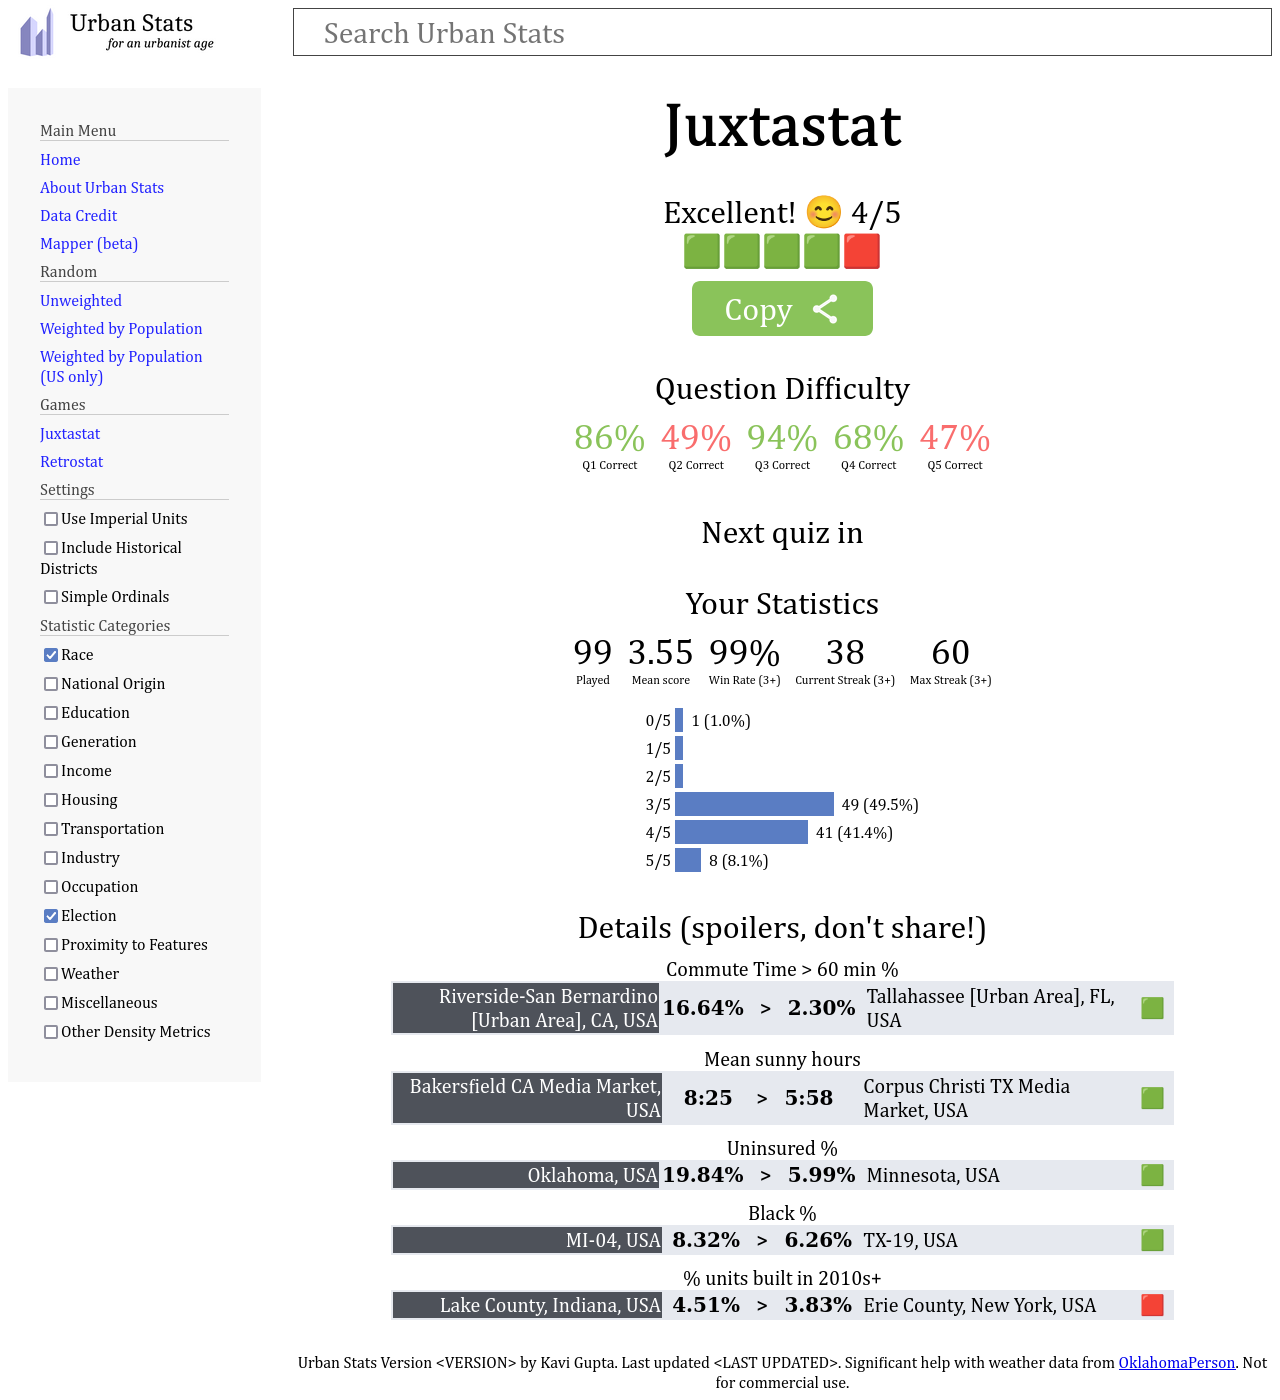 Urban Stats
for an urbanist age
Search Urban Stats
Main Menu
Home
About Urban Stats
Data Credit
Mapper (beta)
Random
Unweighted
Weighted by Population
Weighted by Population
(US only)
Games
Juxtastat
Retrostat
Settings
Use Imperial Units
Include Historical
Districts
Simple Ordinals
Statistic Categories
Race
National Origin
Education
Generation
Income
Housing
Transportation
Industry
Occupation
Election
Proximity to Features
Weather
Miscellaneous
Other Density Metrics
Juxtastat
Excellent! 😊 4/5
🟩🟩🟩🟩🟥
Copy
Question Difficulty
86% 49% 94% 68% 47%
Q1 Correct Q2 Correct Q3 Correct Q4 Correct Q5 Correct
Next quiz in
Your Statistics
99 3.55 99% 38 60
Played Mean score Win Rate (3+) Current Streak (3+) Max Streak (3+)
0/5 1 (1.0%)
1/5
2/5
3/5 49 (49.5%)
4/5 41 (41.4%)
5/5 8 (8.1%)
Details (spoilers, don't share!)
Commute Time > 60 min %
Riverside-San Bernardino
[Urban Area], CA, USA
16.64% > 2.30%
Tallahassee [Urban Area], FL,
USA
🟩
Mean sunny hours
Bakersfield CA Media Market,
USA
8:25 > 5:58
Corpus Christi TX Media
Market, USA
🟩
Uninsured %
Oklahoma, USA 19.84% > 5.99% Minnesota, USA 🟩
Black %
MI-04, USA 8.32% > 6.26% TX-19, USA 🟩
% units built in 2010s+
Lake County, Indiana, USA 4.51% > 3.83% Erie County, New York, USA 🟥
Urban Stats Version <VERSION> by Kavi Gupta. Last updated <LAST UPDATED>. Significant help with weather data from OklahomaPerson. Not
for commercial use.